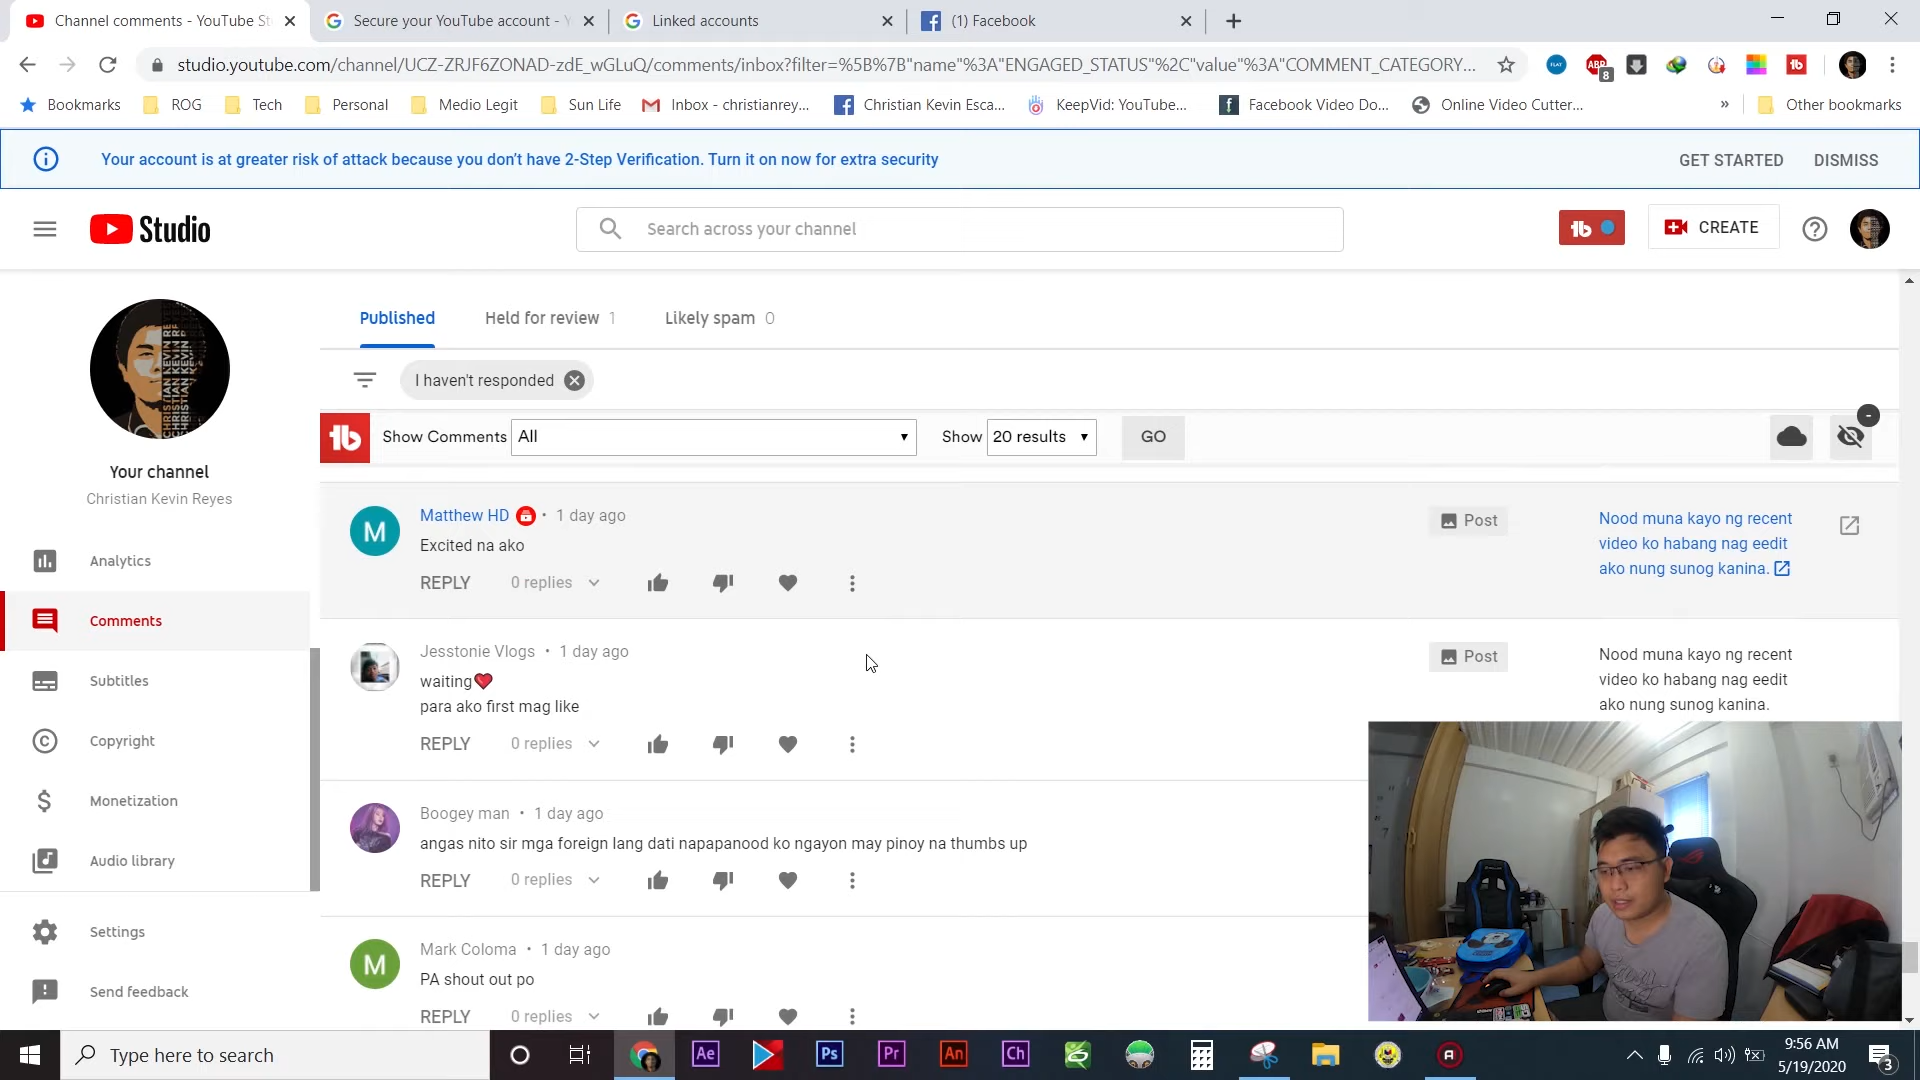 Channel comments - YouTube St
Secure your YouTube account - Y
Linked accounts
(1) Facebook
studio.youtube.com/channel/UCZ-ZRJF6ZONAD-zdE_wGLuQ/comments/inbox?filter=%5B%7B"name"%3A"ENGAGED_STATUS"%2C"value"%3A"COMMENT_CATEGORY...
ABP
8
Bookmarks
ROG
Tech
Personal
Medio Legit
Sun Life
Inbox - christianrey...
Christian Kevin Esca...
KeepVid: YouTube...
Facebook Video Do...
Online Video Cutter...
»
Other bookmarks
Your account is at greater risk of attack because you don't have 2-Step Verification. Turn it on now for extra security
GET STARTED
DISMISS
Studio
Search across your channel
CREATE
Your channel
Christian Kevin Reyes
Analytics
Comments
Subtitles
Copyright
Monetization
Audio library
Settings
Send feedback
Published
Held for review 1
Likely spam 0
I haven't responded
Show Comments All
Show 20 results
GO
M
Matthew HD • 1 day ago
Excited na ako
REPLY 0 replies
Post
Nood muna kayo ng recent
video ko habang nag eedit
ako nung sunog kanina.
Jesstonie Vlogs • 1 day ago
waiting❤
para ako first mag like
REPLY 0 replies
Post
Nood muna kayo ng recent
video ko habang nag eedit
ako nung sunog kanina.
Boogey man • 1 day ago
angas nito sir mga foreign lang dati napapanood ko ngayon may pinoy na thumbs up
REPLY 0 replies
M
Mark Coloma • 1 day ago
PA shout out po
REPLY 0 replies
Type here to search
Ae
Ps
Pr
An
Ch
9:56 AM
5/19/2020
3